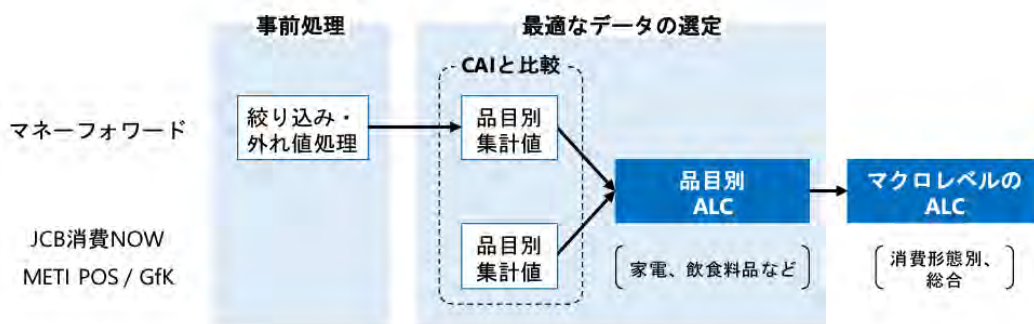 事前処理
最適なデータの選定
CAIと比較
マネーフォワード
絞り込み・
外れ値処理
品目別
集計値
品目別
ALC
マクロレベルの
ALC
JCB消費NOW
METI POS / GfK
品目別
集計値
家電、飲食料品など
消費形態別、
総合